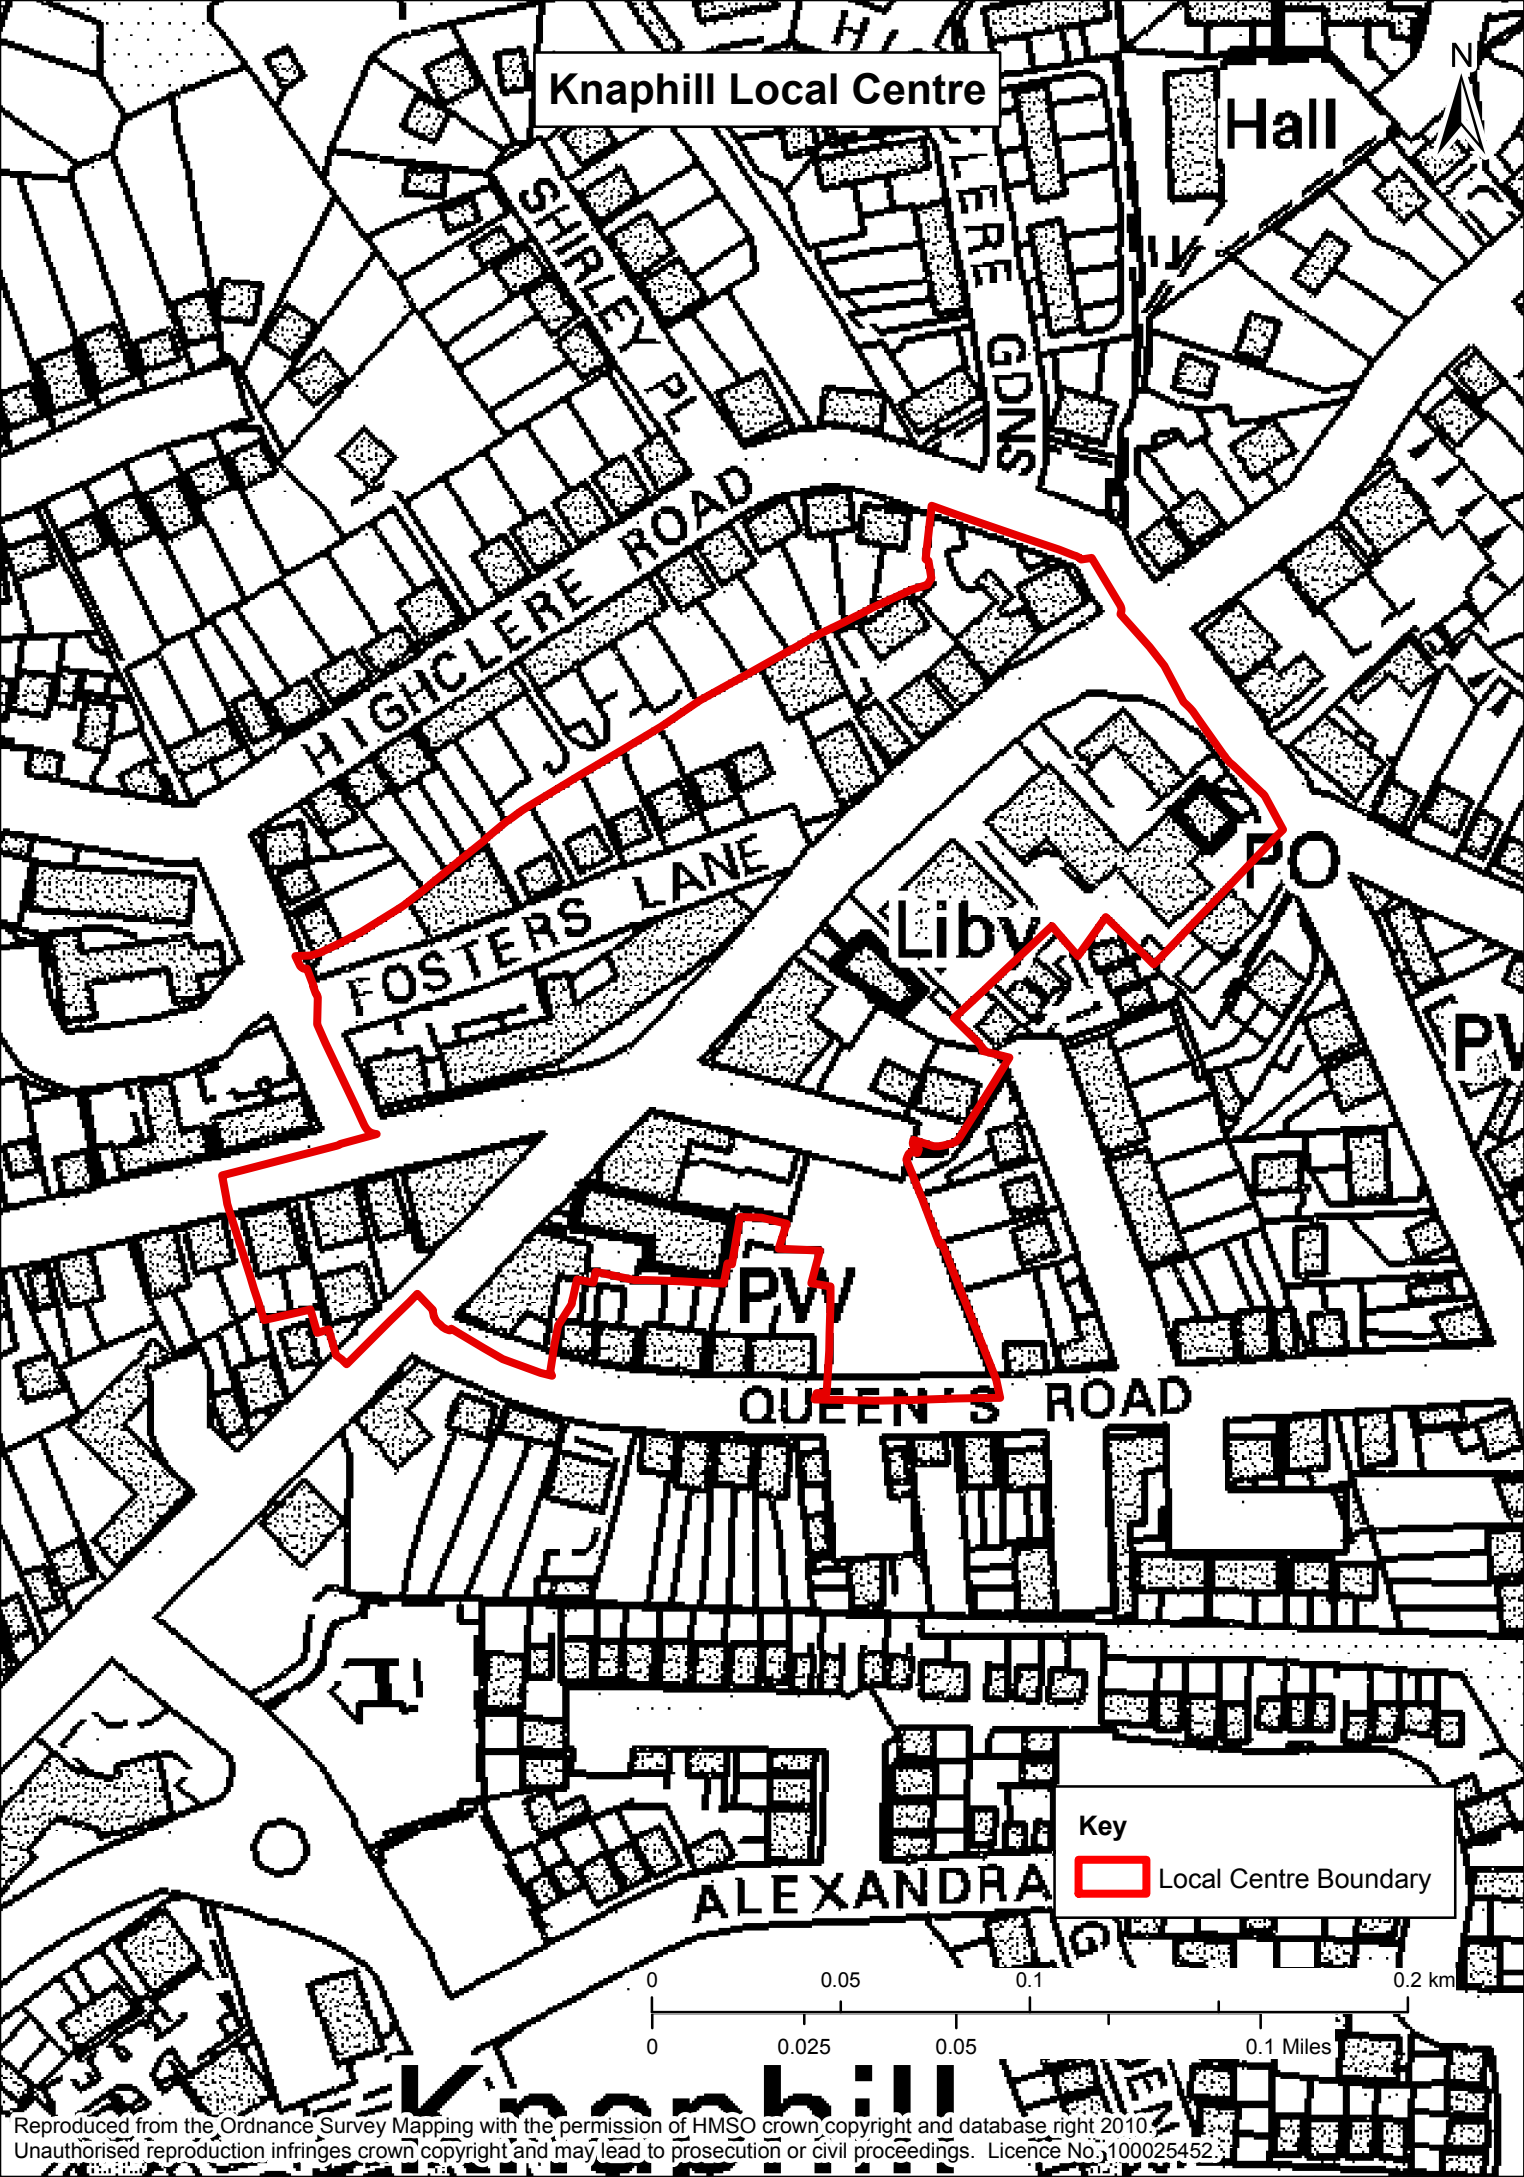 Knaphill Local Centre
N
Hall
SHIRLEY PL
LERE GDNS
HIGHCLERE ROAD
PO
FOSTERS LANE
Liby
PW
PW
QUEEN'S ROAD
Key
Local Centre Boundary
ALEXANDRA
0 0.05 0.1 0.2 km
0 0.025 0.05 0.1 Miles
Knaphill
Reproduced from the Ordnance Survey Mapping with the permission of HMSO crown copyright and database right 2010.
Unauthorised reproduction infringes crown copyright and may lead to prosecution or civil proceedings. Licence No. 100025452.